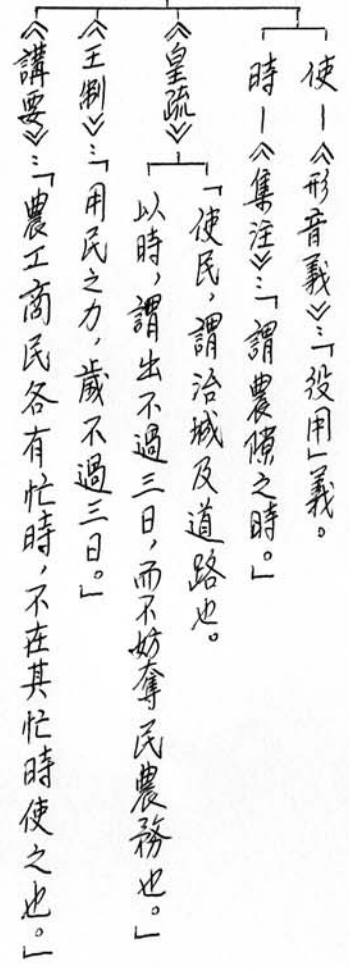 使—《形音義》：「役用」義。
時—《集注》：「謂農隙之時。」
《皇疏》
「使民，謂治城及道路也。
以時，謂出不過三日，而不妨奪民農務也。」
《王制》：「用民之力，歲不過三日。」
《講要》：「農工商民各有忙時，不在其忙時使之也。」